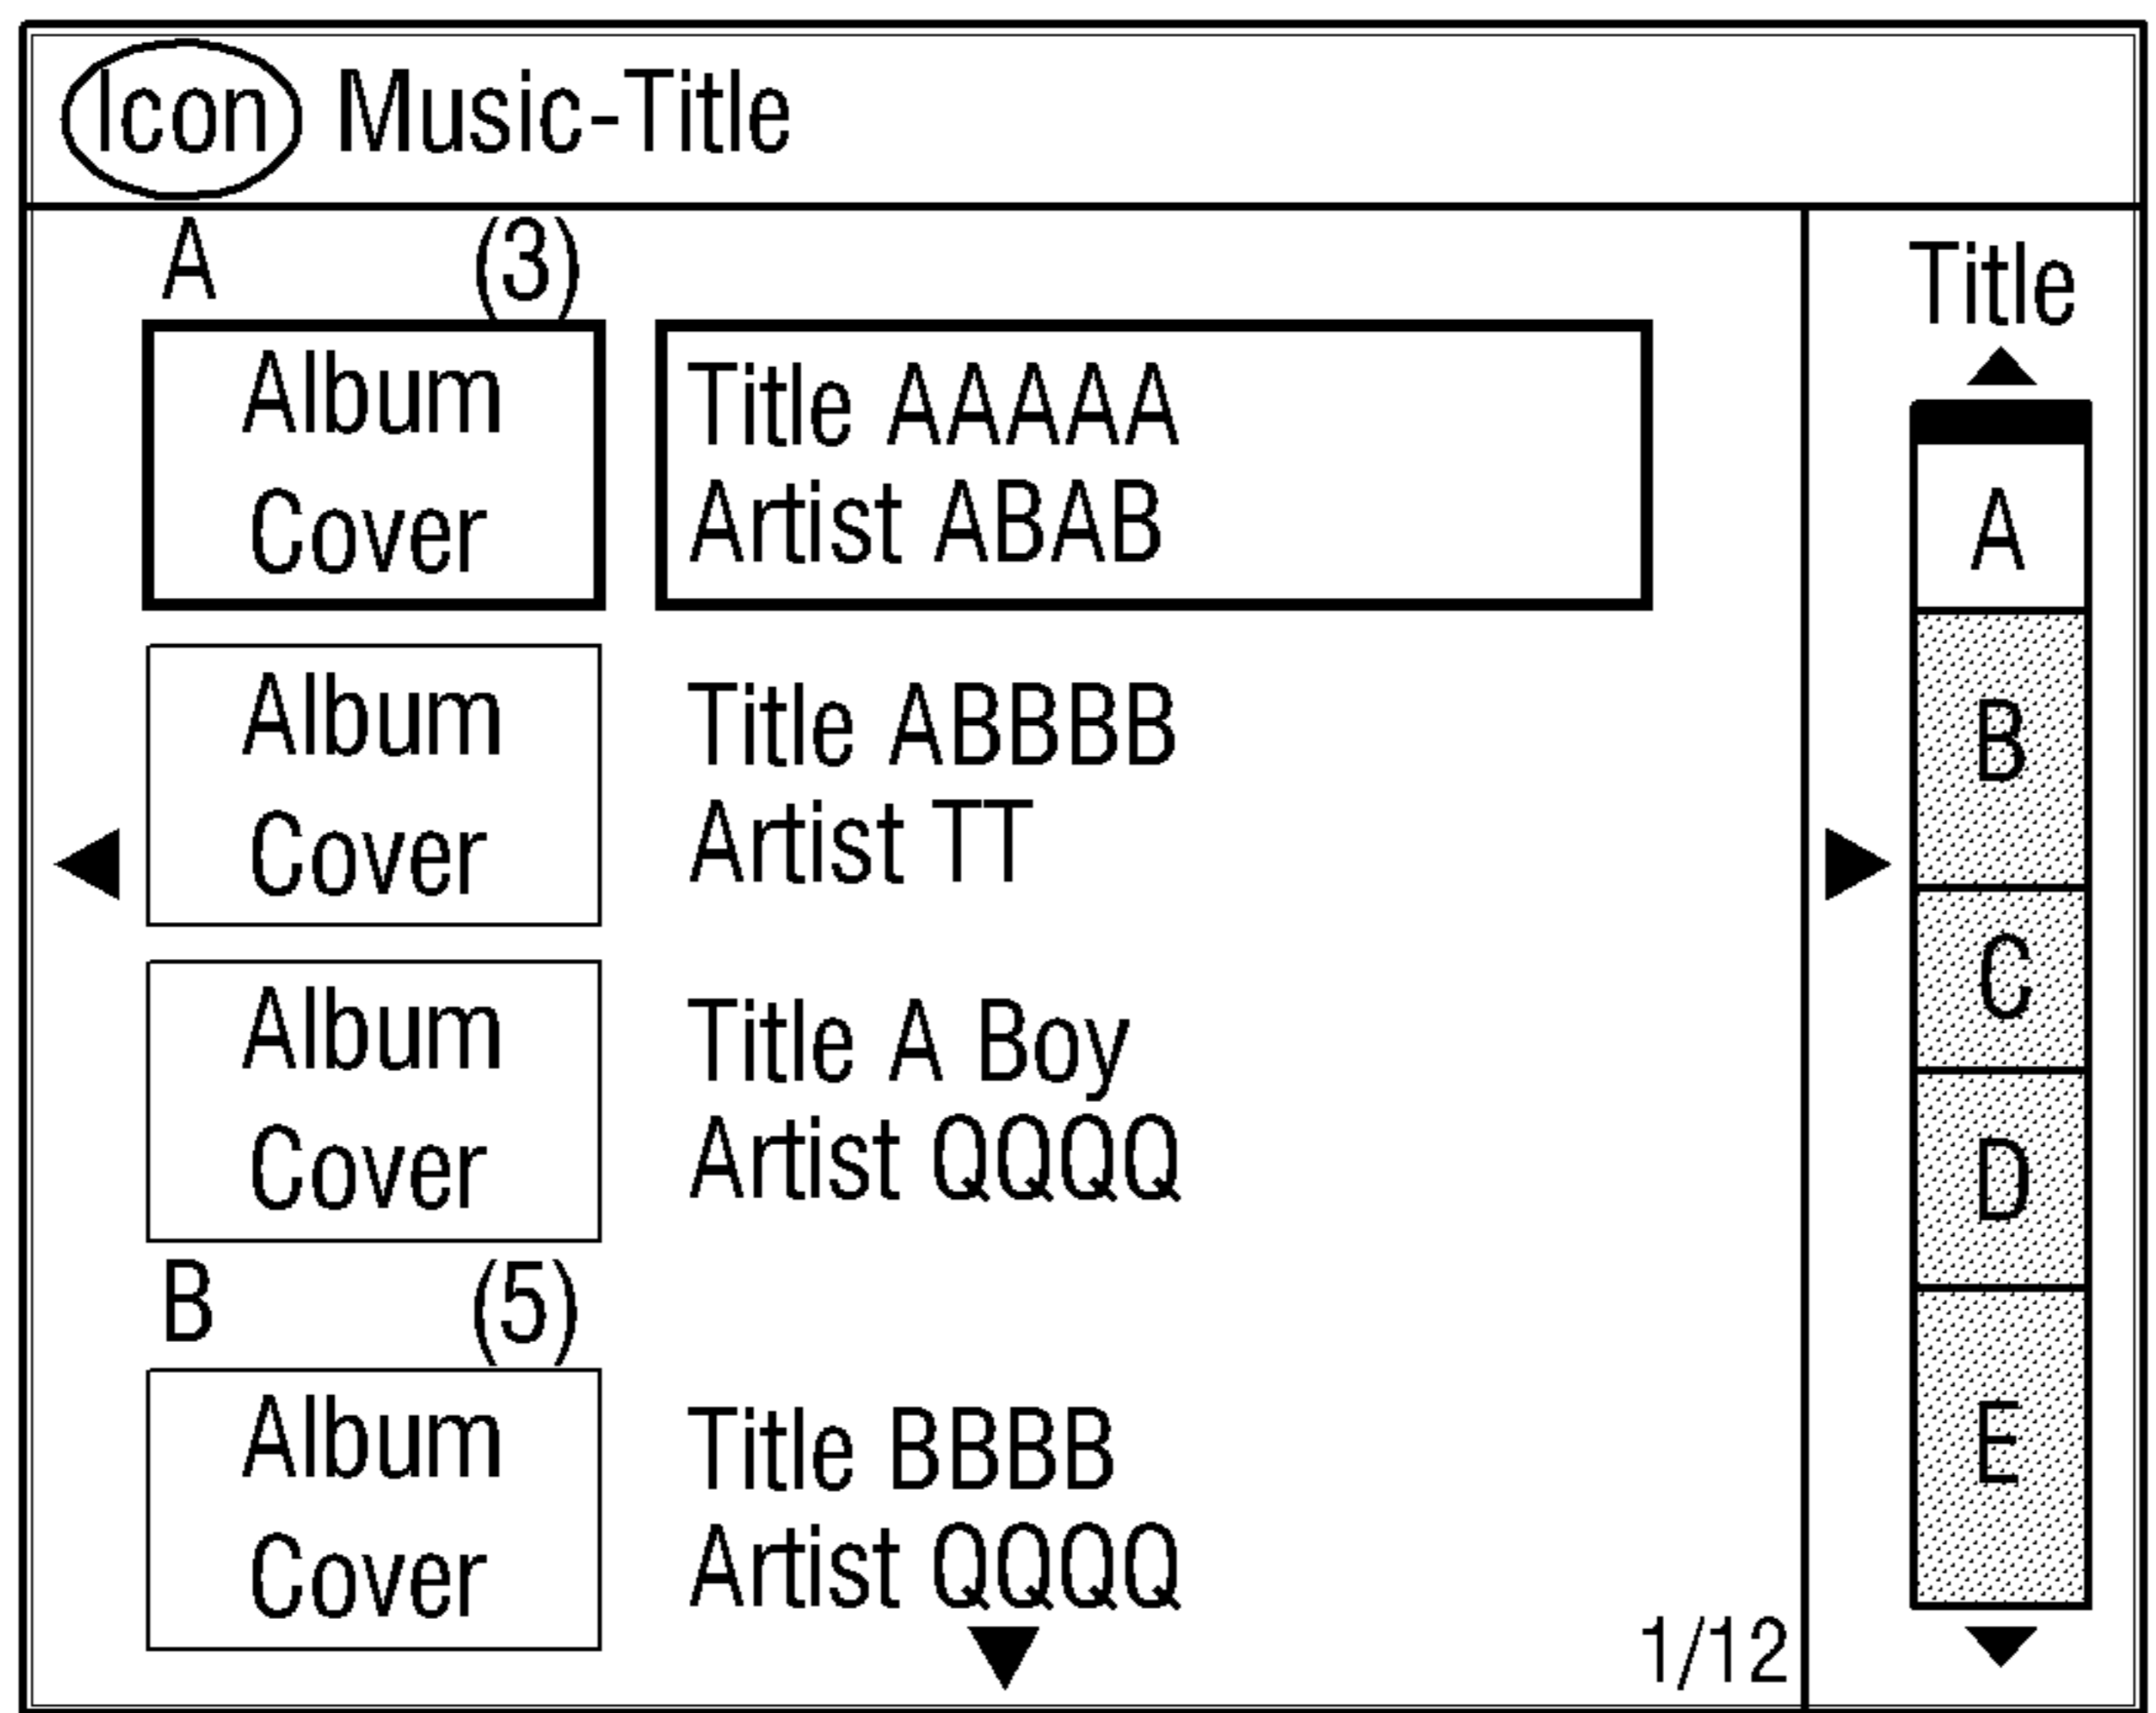 Icon Music-Title
A (3)
Album
Cover
Title AAAAA
Artist ABAB
Album
Cover
Title ABBBB
Artist TT
Album
Cover
Title A Boy
Artist QQQQ
B (5)
Album
Cover
Title BBBB
Artist QQQQ
1/12
Title
A
B
C
D
E